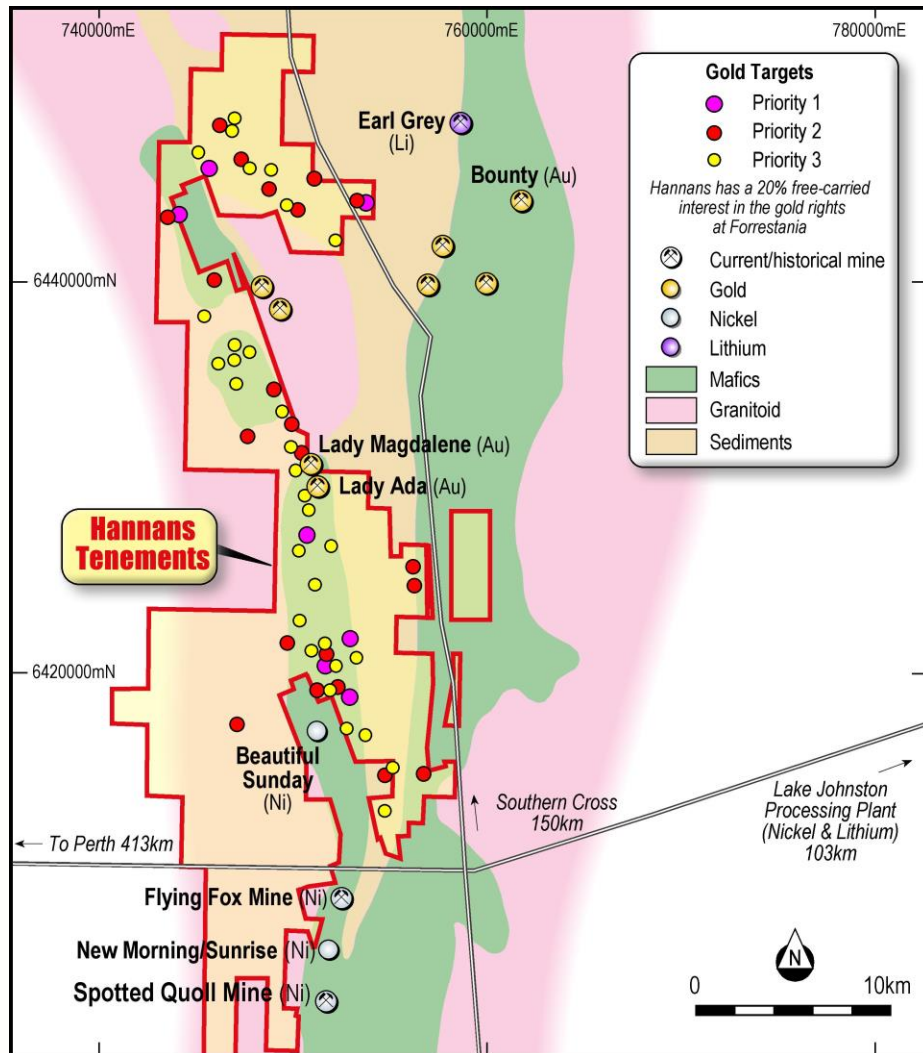 740000mE
760000mE
780000mE
Gold Targets
Priority 1
Priority 2
Priority 3
Hannans has a 20% free-carried
interest in the gold rights
at Forrestania
Current/historical mine
Gold
Nickel
Lithium
Mafics
Granitoid
Sediments
Earl Grey
(Li)
Bounty (Au)
6440000mN
Lady Magdalene (Au)
Lady Ada (Au)
Hannans
Tenements
6420000mN
Beautiful
Sunday
(Ni)
Southern Cross
150km
Lake Johnston
Processing Plant
(Nickel & Lithium)
103km
To Perth 413km
Flying Fox Mine (Ni)
New Morning/Sunrise (Ni)
Spotted Quoll Mine (Ni)
N
0 10km